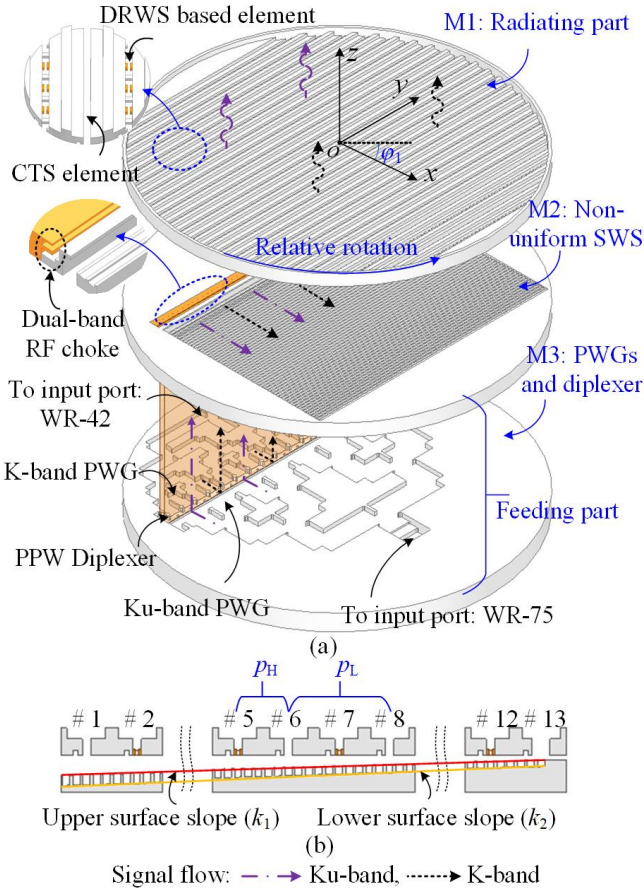 DRWS based element
M1: Radiating part
z
y
o
φ1
x
CTS element
M2: Non-
uniform SWS
Relative rotation
Dual-band
RF choke
M3: PWGs
and diplexer
To input port:
WR-42
K-band PWG
Feeding part
PPW Diplexer
Ku-band PWG
To input port: WR-75
(a)
pH
pL
# 1 # 2 # 5 # 6 # 7 # 8 # 12 # 13
Upper surface slope (k1)
Lower surface slope (k2)
(b)
Signal flow: Ku-band, K-band